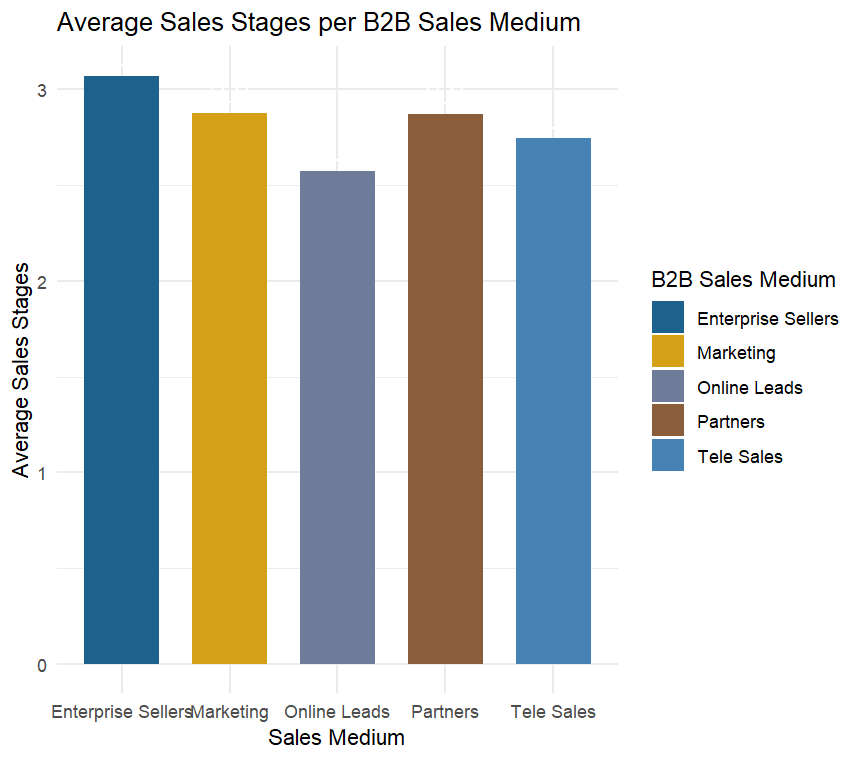 Average Sales Stages per B2B Sales Medium
3
2
1
0
Average Sales Stages
Enterprise Sellers Marketing Online Leads Partners Tele Sales
Sales Medium
B2B Sales Medium
Enterprise Sellers
Marketing
Online Leads
Partners
Tele Sales